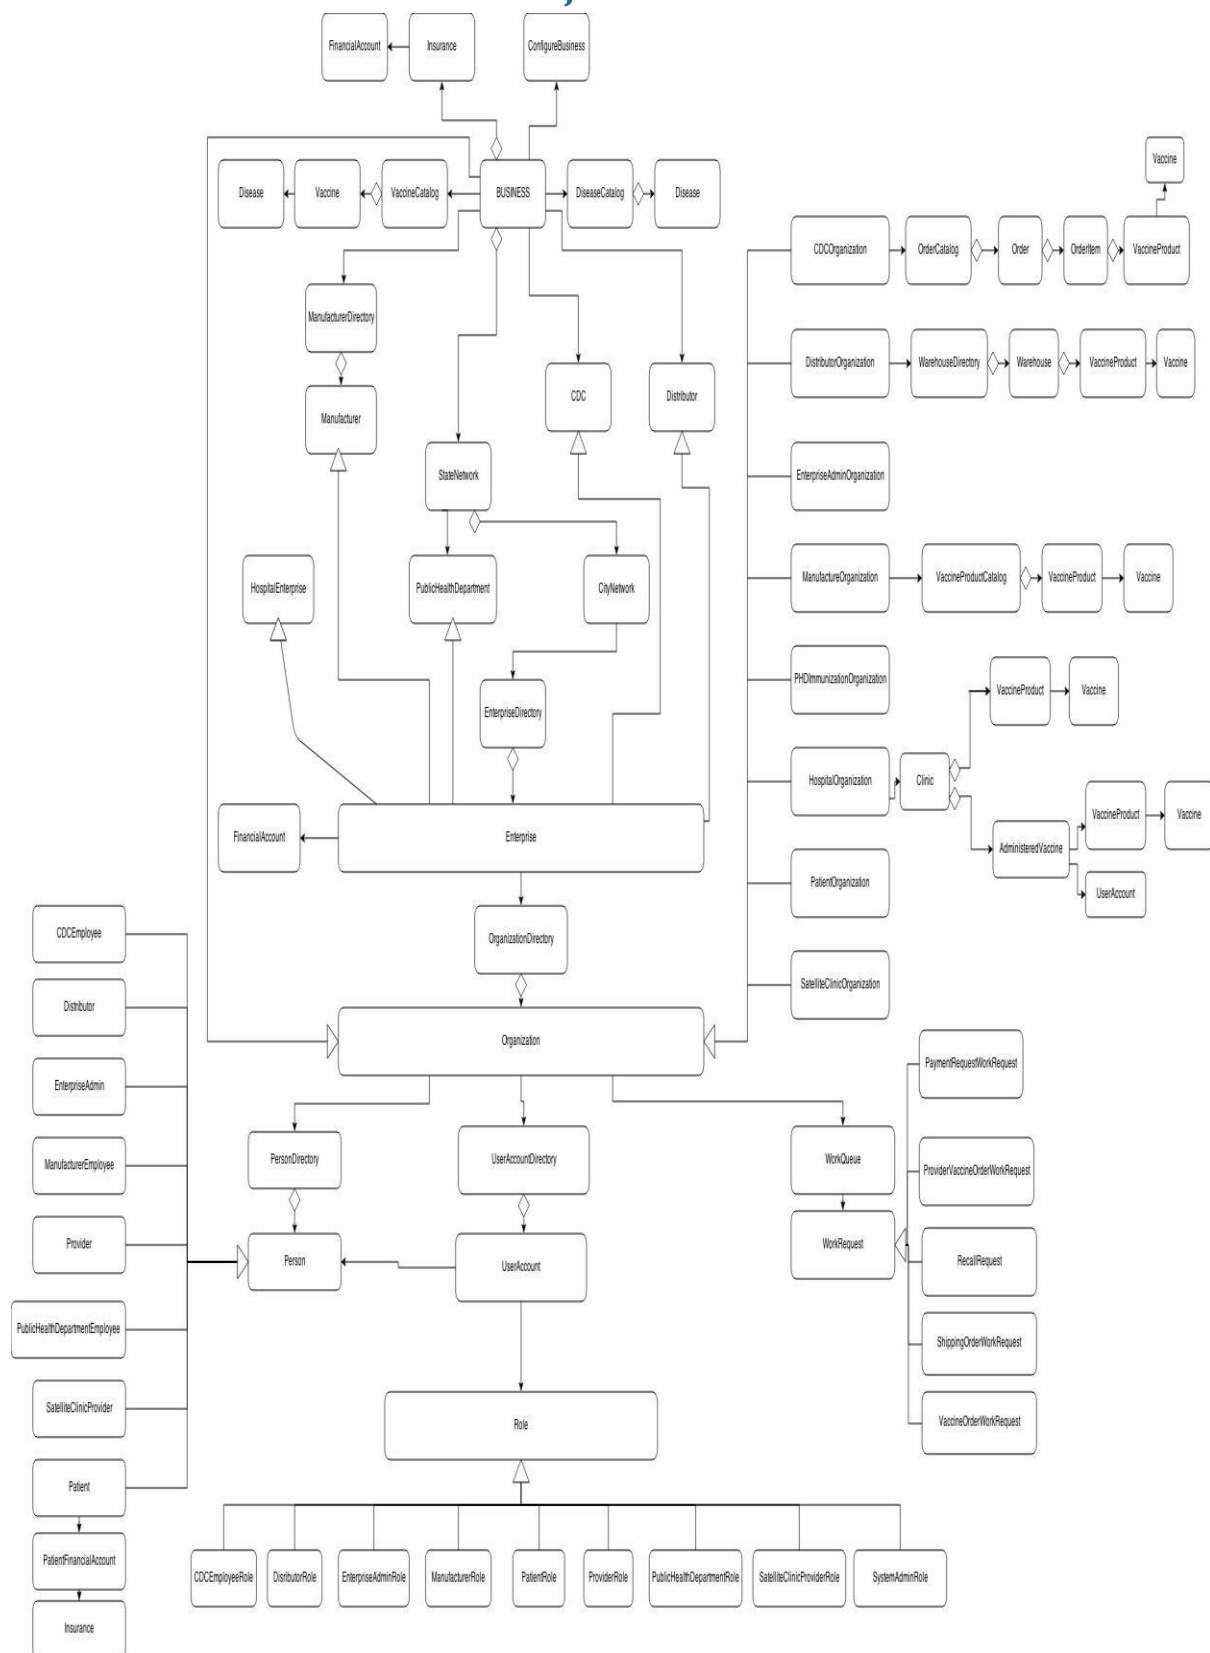 FinancialAccount
Insurance
ConfigureBusiness
Vaccine
Disease
Vaccine
VaccineCatalog
BUSINESS
DiseaseCatalog
Disease
CDCOrganization
OrderCatalog
Order
OrderItem
VaccineProduct
ManufacturerDirectory
DistributorOrganization
WarehouseDirectory
Warehouse
VaccineProduct
Vaccine
CDC
Distributor
Manufacturer
StateNetwork
EnterpriseAdminOrganization
HospitalEnterprise
PublicHealthDepartment
CityNetwork
ManufactureOrganization
VaccineProductCatalog
VaccineProduct
Vaccine
PHDImmunizationOrganization
VaccineProduct
Vaccine
EnterpriseDirectory
HospitalOrganization
Clinic
VaccineProduct
Vaccine
FinancialAccount
Enterprise
AdministeredVaccine
PatientOrganization
UserAccount
CDCEmployee
OrganizationDirectory
SatelliteClinicOrganization
Distributor
Organization
PaymentRequestWorkRequest
EnterpriseAdmin
PersonDirectory
UserAccountDirectory
WorkQueue
ManufacturerEmployee
ProviderVaccineOrderWorkRequest
Provider
Person
UserAccount
WorkRequest
RecallRequest
PublicHealthDepartmentEmployee
ShippingOrderWorkRequest
SatelliteClinicProvider
Role
VaccineOrderWorkRequest
Patient
PatientFinancialAccount
CDCEmployeeRole
DisributorRole
EnterpriseAdminRole
ManufacturerRole
PatientRole
ProviderRole
PublicHealthDepartmentRole
SatelliteClinicProviderRole
SystemAdminRole
Insurance